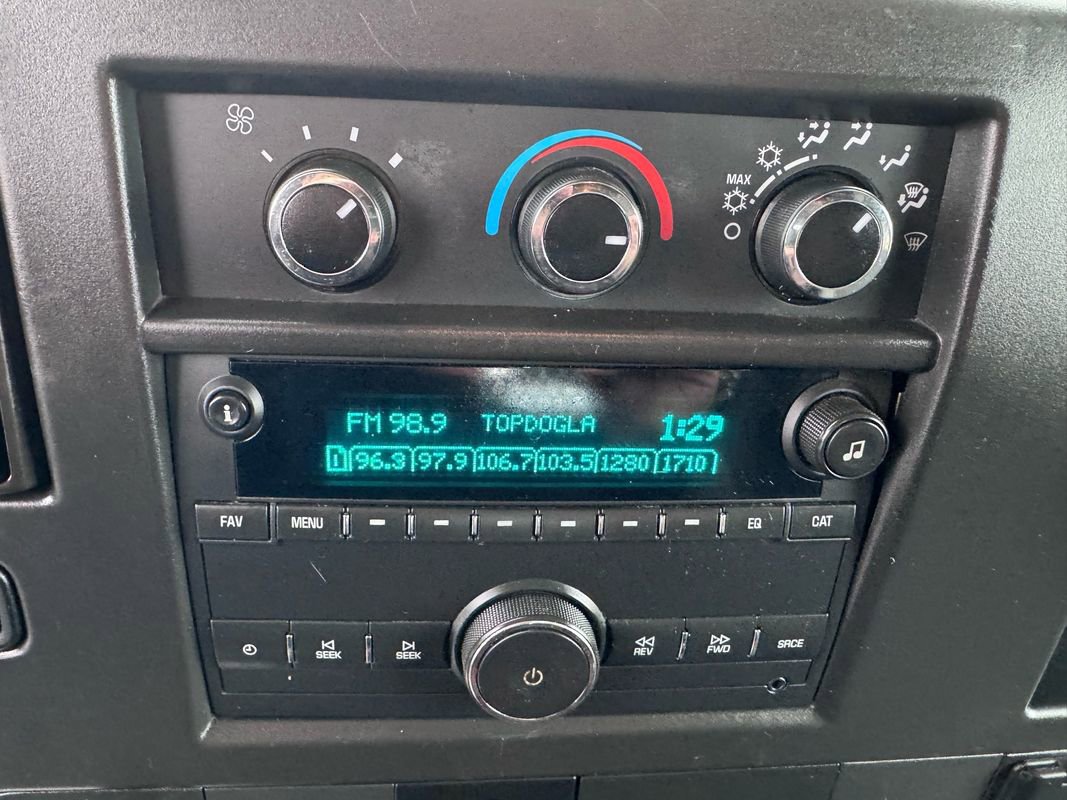 MAX
i
FM 98.9 TOPDOGLA 1:29
1 96.3 97.9 106.7 103.5 1280 1710
FAV MENU EQ CAT
SEEK SEEK REV FWD SRCE